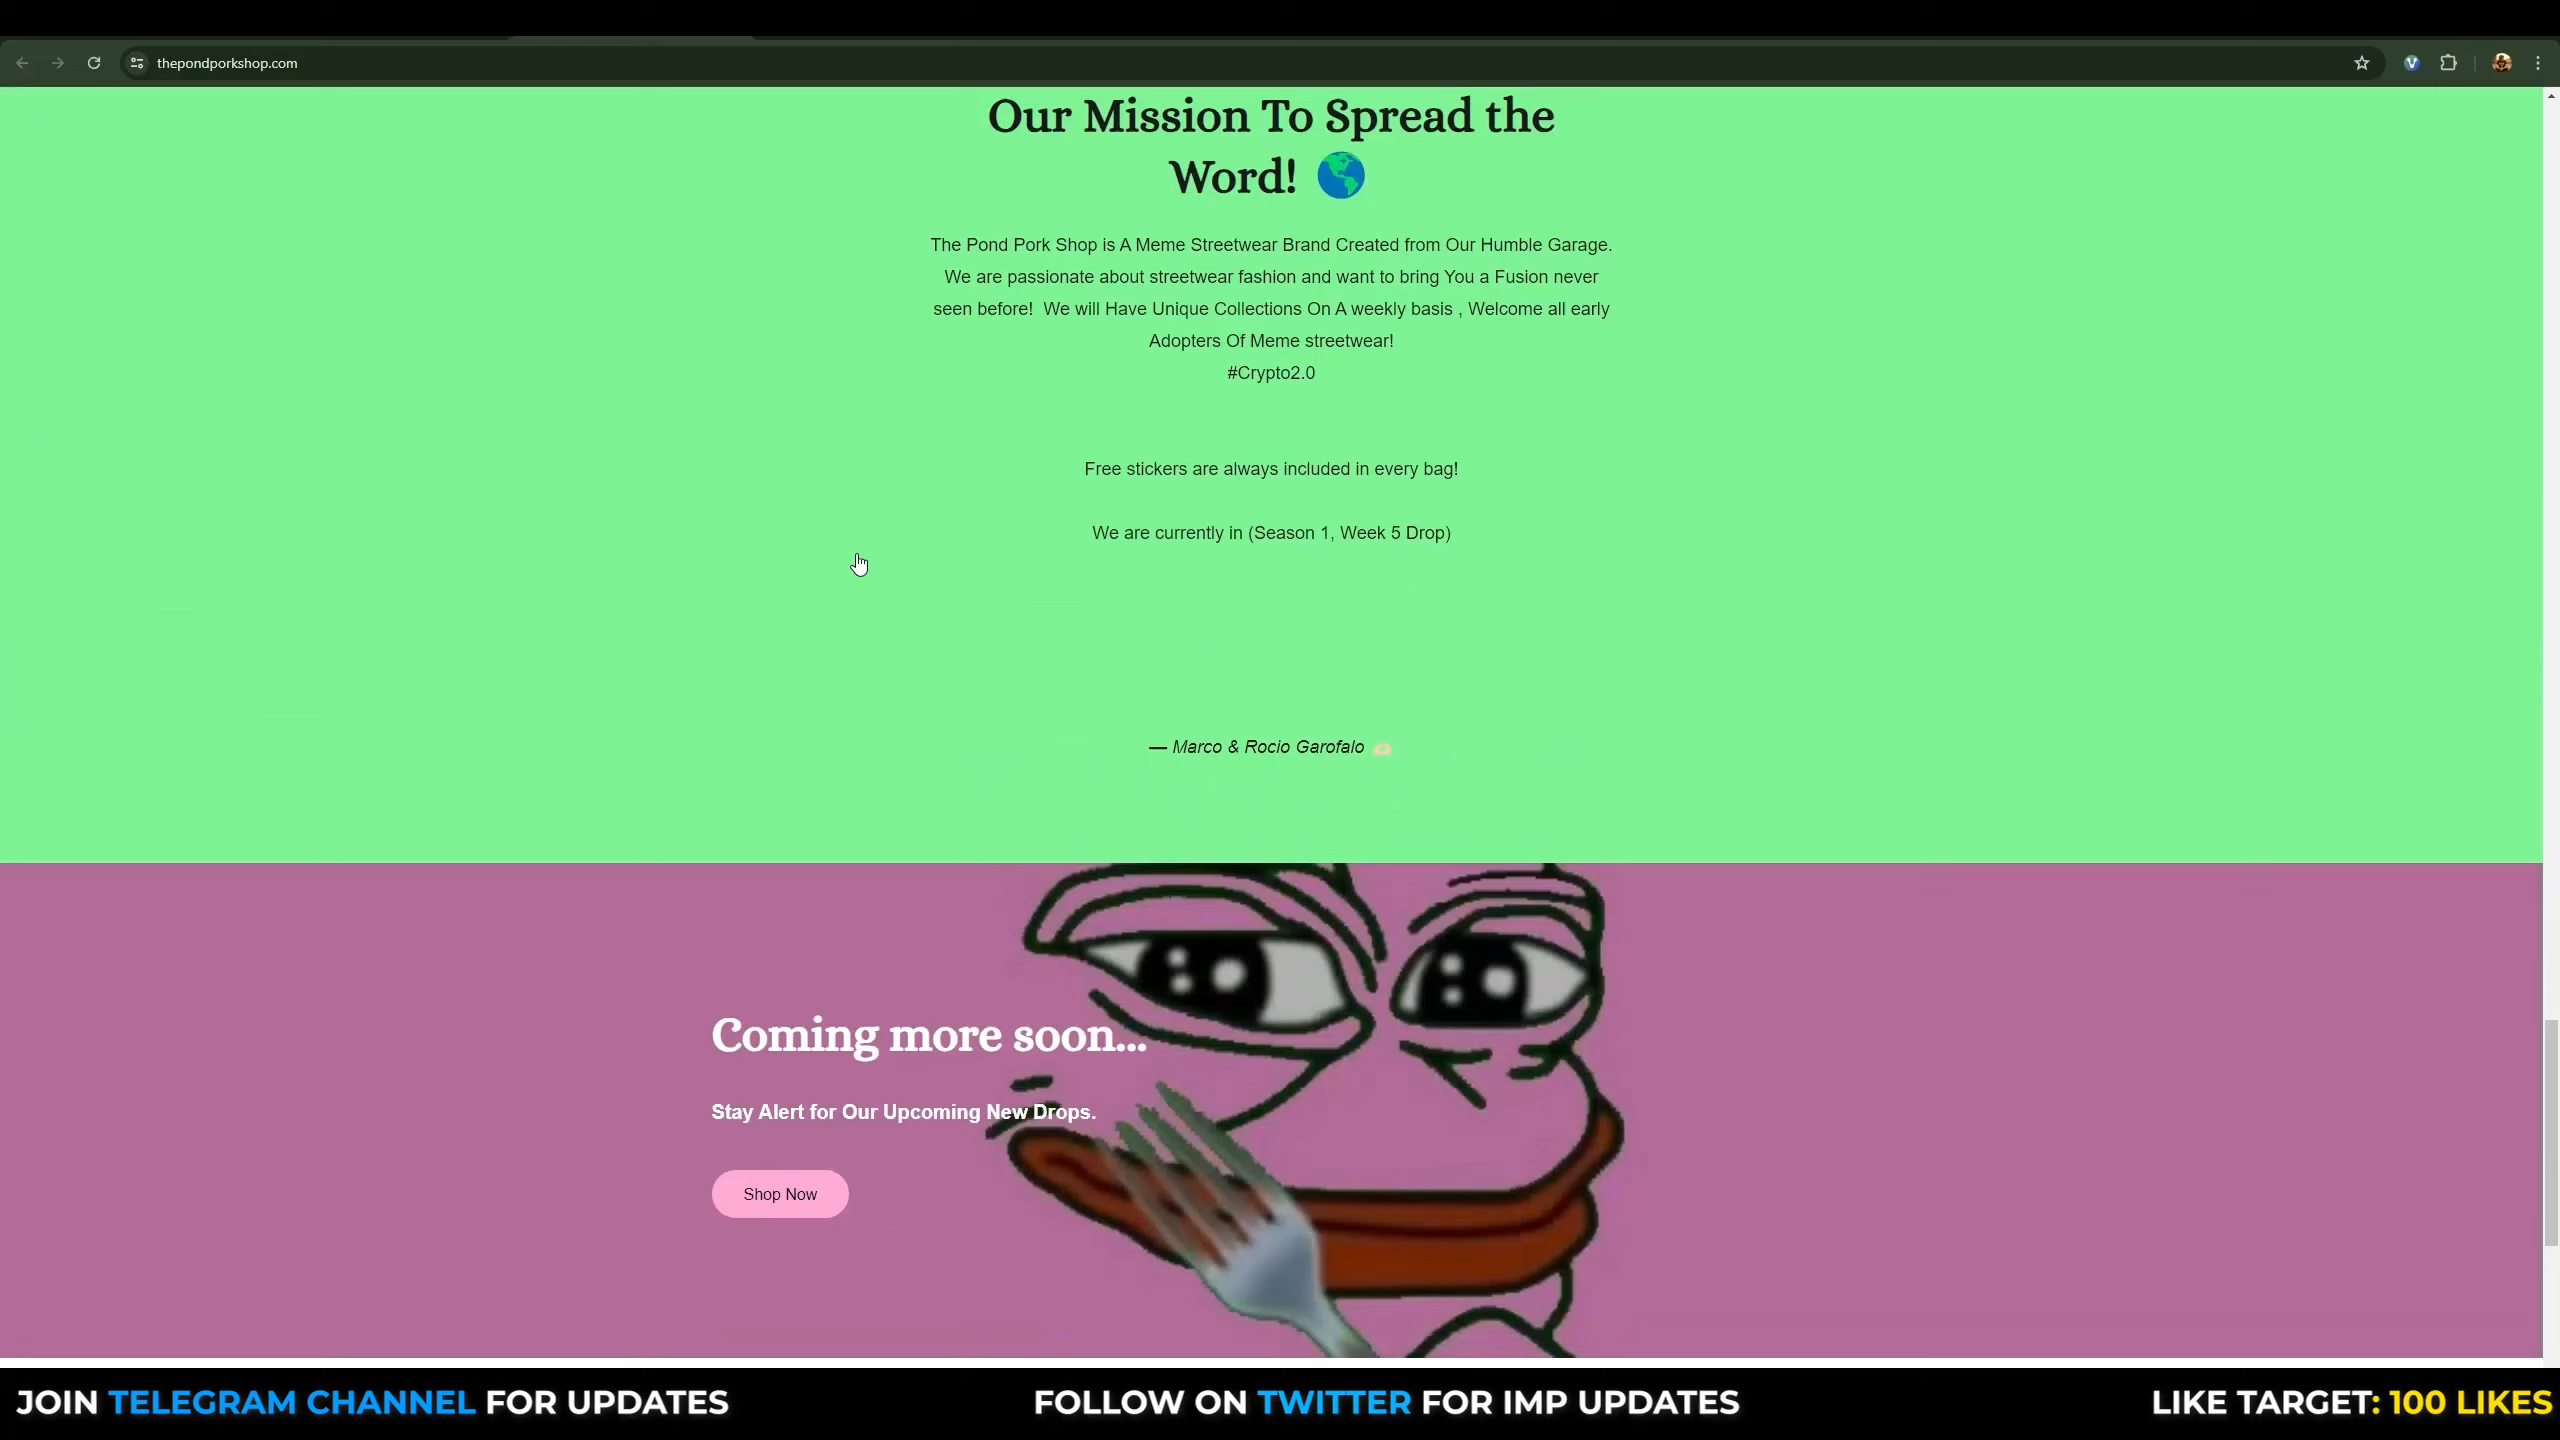 thepondporkshop.com
Our Mission To Spread the
Word! 🌎
The Pond Pork Shop is A Meme Streetwear Brand Created from Our Humble Garage.
We are passionate about streetwear fashion and want to bring You a Fusion never
seen before!  We will Have Unique Collections On A weekly basis , Welcome all early
Adopters Of Meme streetwear!
#Crypto2.0
Free stickers are always included in every bag!
We are currently in (Season 1, Week 5 Drop)
— Marco & Rocio Garofalo
Coming more soon...
Stay Alert for Our Upcoming New Drops.
Shop Now
JOIN TELEGRAM CHANNEL FOR UPDATES
FOLLOW ON TWITTER FOR IMP UPDATES
LIKE TARGET: 100 LIKES